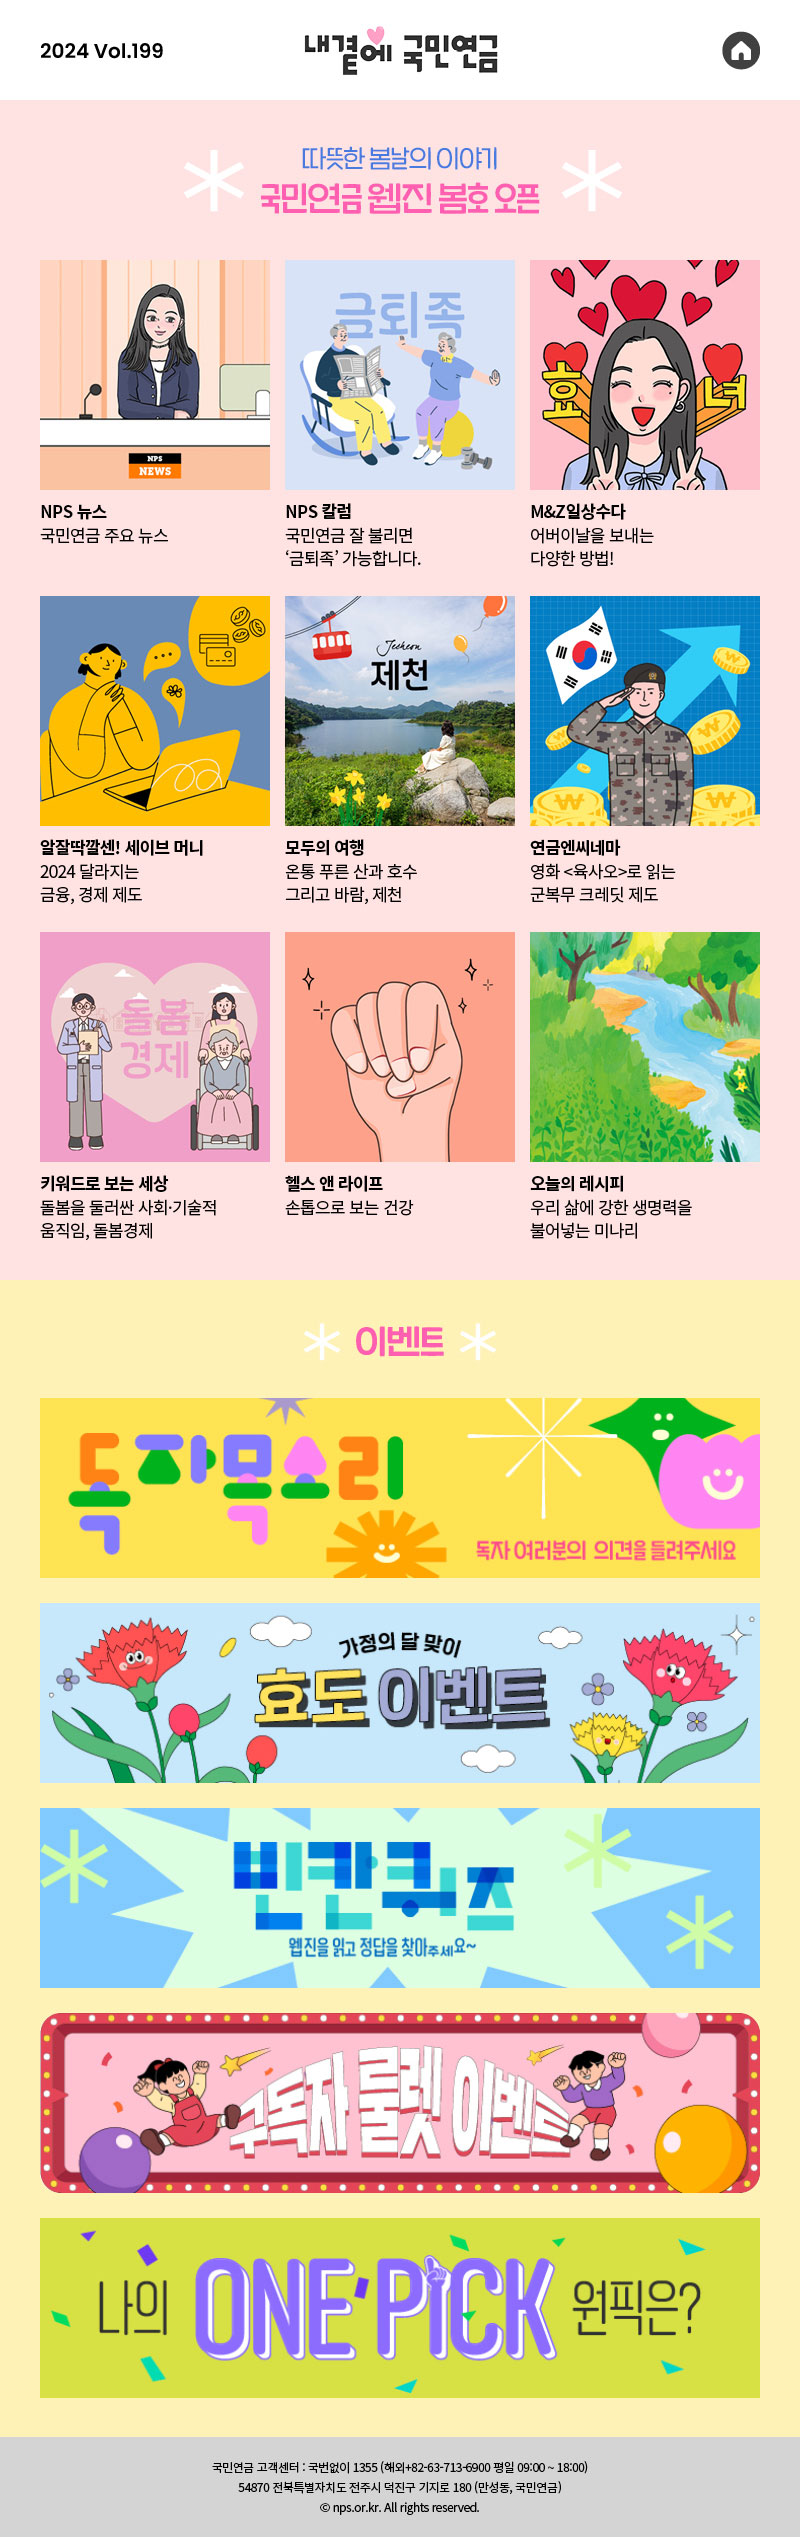 2024 Vol.199
내곁에 국민연금
따뜻한 봄날의 이야기
국민연금 웹진 봄호 오픈
NPS
NEWS
금퇴족
효녀
NPS 뉴스
국민연금 주요 뉴스
NPS 칼럼
국민연금 잘 불리면
‘금퇴족’ 가능합니다.
M&Z일상수다
어버이날을 보내는
다양한 방법!
Jecheon
제천
알잘딱깔센! 세이브 머니
2024 달라지는
금융, 경제 제도
모두의 여행
온통 푸른 산과 호수
그리고 바람, 제천
연금엔씨네마
영화 <육사오>로 읽는
군복무 크레딧 제도
돌봄
경제
키워드로 보는 세상
돌봄을 둘러싼 사회·기술적
움직임, 돌봄경제
헬스 앤 라이프
손톱으로 보는 건강
오늘의 레시피
우리 삶에 강한 생명력을
불어넣는 미나리
이벤트
독자목소리
독자 여러분의 의견을 들려주세요
가정의 달 맞이
효도 이벤트
빈칸퀴즈
웹진을 읽고 정답을 찾아주세요~
구독자 룰렛 이벤트
나의 ONE PICK 원픽은?
국민연금 고객센터 : 국번없이 1355 (해외+82-63-713-6900 평일 09:00 ~ 18:00)
54870 전북특별자치도 전주시 덕진구 기지로 180 (만성동, 국민연금)
© nps.or.kr. All rights reserved.